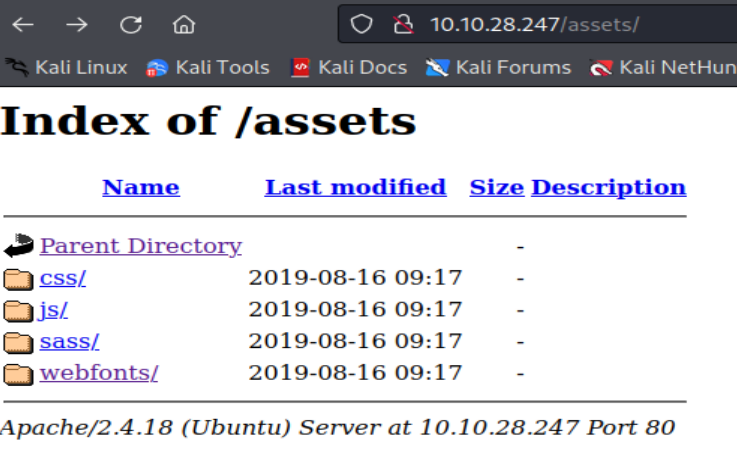 10.10.28.247/assets/
Kali Linux Kali Tools Kali Docs Kali Forums Kali NetHun
Index of /assets
Name Last modified Size Description
Parent Directory -
css/ 2019-08-16 09:17 -
js/ 2019-08-16 09:17 -
sass/ 2019-08-16 09:17 -
webfonts/ 2019-08-16 09:17 -
Apache/2.4.18 (Ubuntu) Server at 10.10.28.247 Port 80